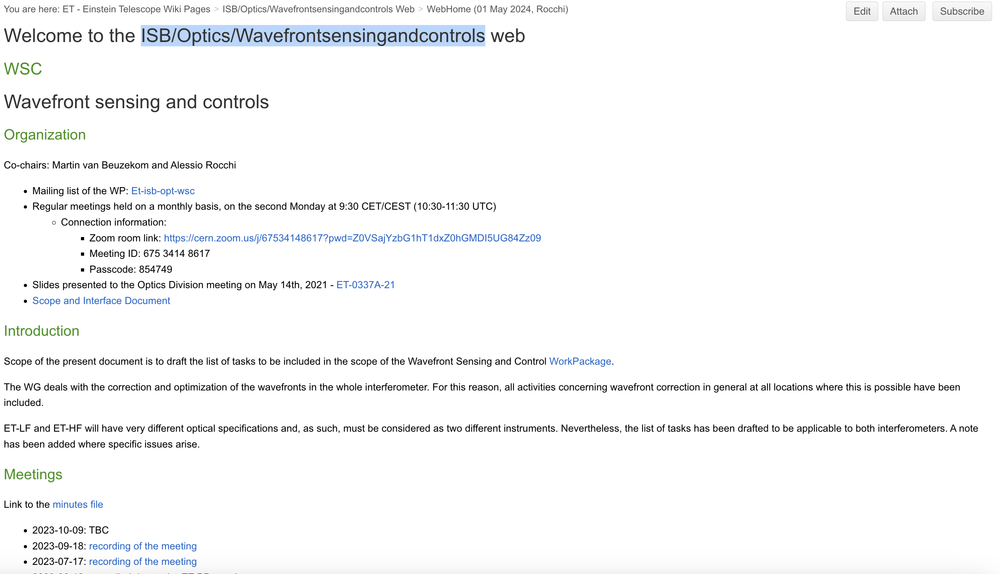 You are here: ET - Einstein Telescope Wiki Pages > ISB/Optics/Wavefrontsensingandcontrols Web > WebHome (01 May 2024, Rocchi)
Edit Attach Subscribe
Welcome to the ISB/Optics/Wavefrontsensingandcontrols web
WSC
Wavefront sensing and controls
Organization
Co-chairs: Martin van Beuzekom and Alessio Rocchi
Mailing list of the WP: Et-isb-opt-wsc
Regular meetings held on a monthly basis, on the second Monday at 9:30 CET/CEST (10:30-11:30 UTC)
Connection information:
Zoom room link: https://cern.zoom.us/j/67534148617?pwd=Z0VSajYzbG1hT1dxZ0hGMDI5UG84Zz09
Meeting ID: 675 3414 8617
Passcode: 854749
Slides presented to the Optics Division meeting on May 14th, 2021 - ET-0337A-21
Scope and Interface Document
Introduction
Scope of the present document is to draft the list of tasks to be included in the scope of the Wavefront Sensing and Control WorkPackage.
The WG deals with the correction and optimization of the wavefronts in the whole interferometer. For this reason, all activities concerning wavefront correction in general at all locations where this is possible have been
included.
ET-LF and ET-HF will have very different optical specifications and, as such, must be considered as two different instruments. Nevertheless, the list of tasks has been drafted to be applicable to both interferometers. A note
has been added where specific issues arise.
Meetings
Link to the minutes file
2023-10-09: TBC
2023-09-18: recording of the meeting
2023-07-17: recording of the meeting